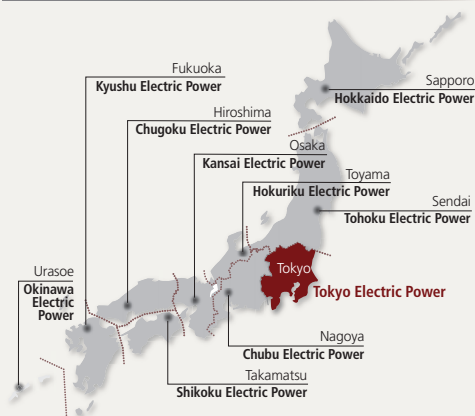 Fukuoka
Kyushu Electric Power
Sapporo
Hokkaido Electric Power
Hiroshima
Chugoku Electric Power
Osaka
Kansai Electric Power
Toyama
Hokuriku Electric Power
Sendai
Tohoku Electric Power
Tokyo
Tokyo Electric Power
Urasoe
Okinawa
Electric
Power
Nagoya
Chubu Electric Power
Takamatsu
Shikoku Electric Power